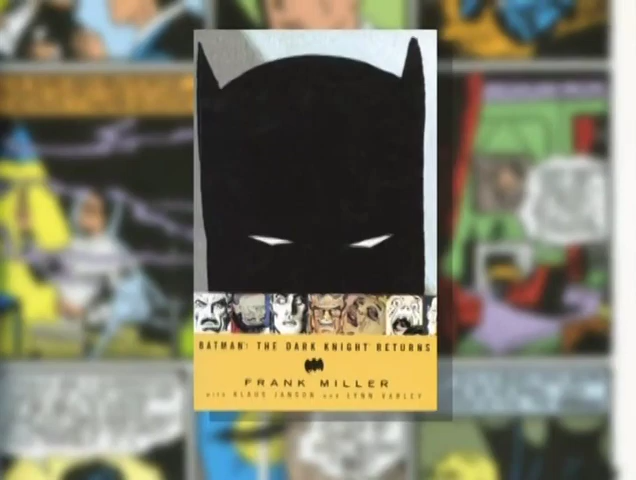 BATMAN: THE DARK KNIGHT RETURNS
FRANK MILLER
with KLAUS JANSON and LYNN VARLEY